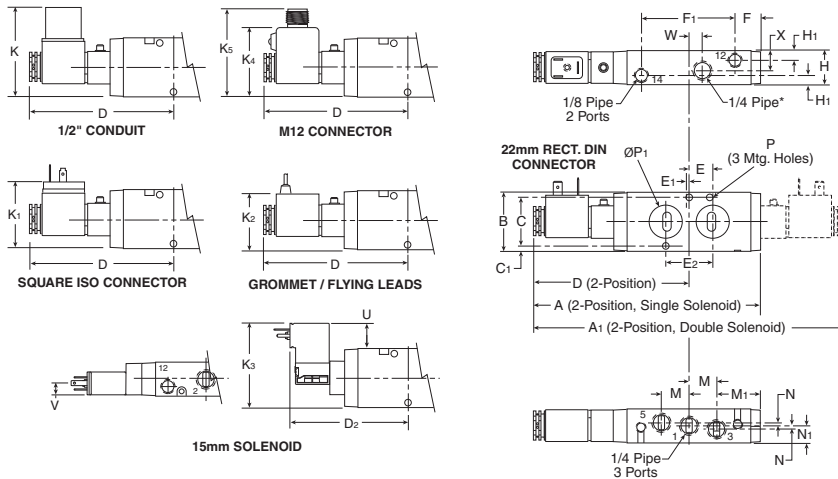 K
D
1/2" CONDUIT
K5
K4
D
M12 CONNECTOR
K1
D
SQUARE ISO CONNECTOR
K2
D
GROMMET / FLYING LEADS
V
12
2
U
K3
D2
15mm SOLENOID
F1
F
W
X
H1
12
H
14
H1
1/8 Pipe
2 Ports
1/4 Pipe*
22mm RECT. DIN
CONNECTOR
P
(3 Mtg. Holes)
ØP1
E
E1
B
C
C1
E2
D (2-Position)
A (2-Position, Single Solenoid)
A1 (2-Position, Double Solenoid)
M
M
M1
N
5
1
3
N1
N
1/4 Pipe
3 Ports